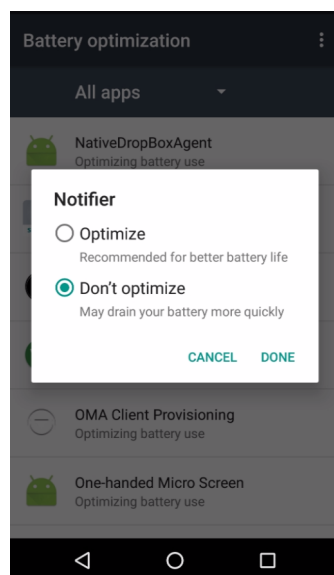 Battery optimization
All apps
NativeDropBoxAgent
Optimizing battery use
Notifier
Optimize
Recommended for better battery life
Don't optimize
May drain your battery more quickly
CANCEL DONE
OMA Client Provisioning
Optimizing battery use
One-handed Micro Screen
Optimizing battery use